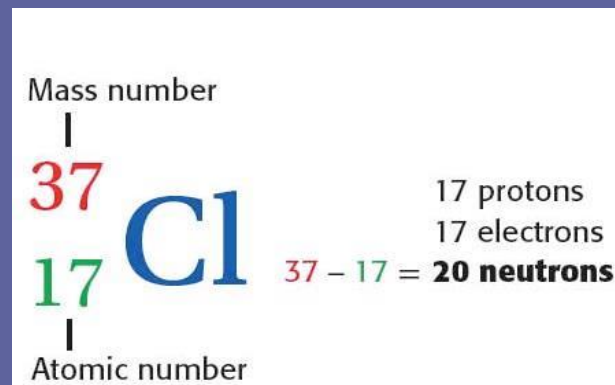 Mass number
37
17
Cl
Atomic number
17 protons
17 electrons
37 – 17 = 20 neutrons